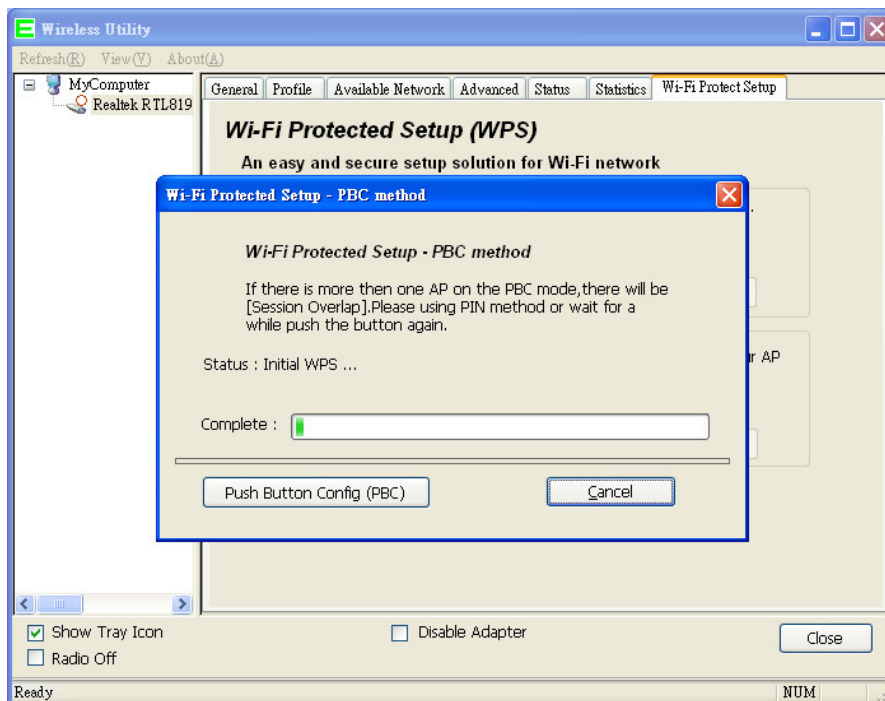 Wireless Utility
Refresh(R) View(V) About(A)
MyComputer
Realtek RTL819
General Profile Available Network Advanced Status Statistics Wi-Fi Protect Setup
Wi-Fi Protected Setup (WPS)
An easy and secure setup solution for Wi-Fi network
Wi-Fi Protected Setup - PBC method
Wi-Fi Protected Setup - PBC method
If there is more then one AP on the PBC mode,there will be
[Session Overlap].Please using PIN method or wait for a
while push the button again.
AP
Status : Initial WPS ...
Complete :
Push Button Config (PBC) Cancel
Show Tray Icon Disable Adapter Close
Radio Off
Ready NUM